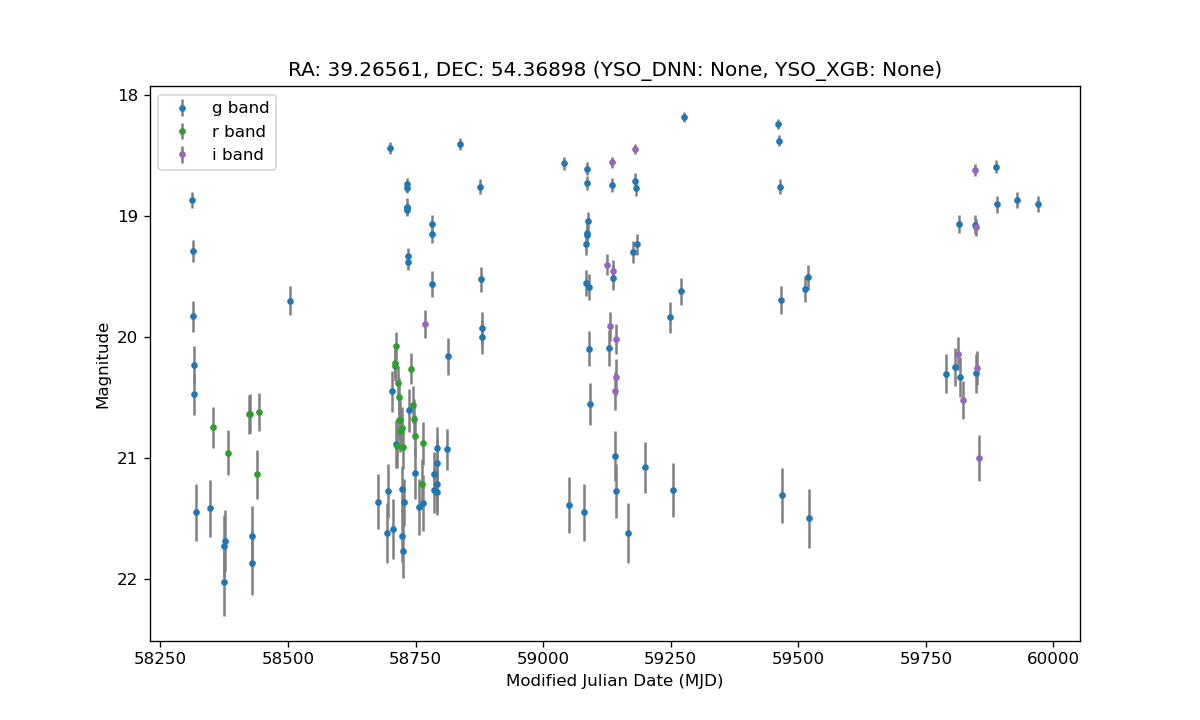 RA: 39.26561, DEC: 54.36898 (YSO_DNN: None, YSO_XGB: None)
g band
r band
i band
18
19
20
21
22
Magnitude
58250 58500 58750 59000 59250 59500 59750 60000
Modified Julian Date (MJD)